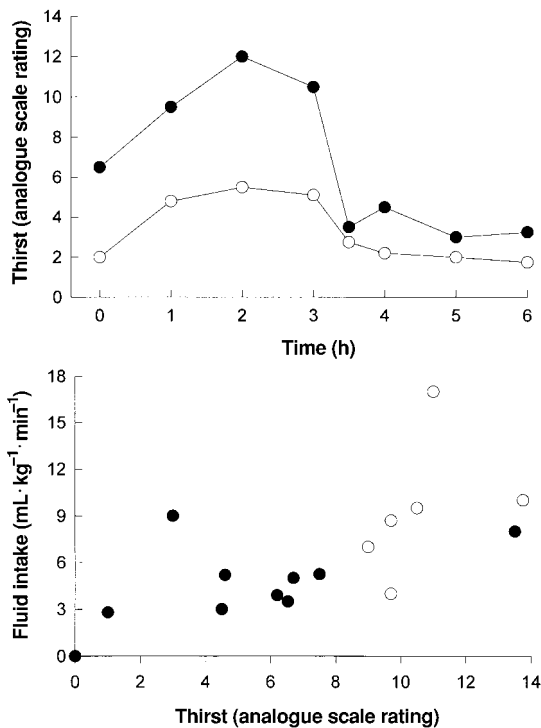 Thirst (analogue scale rating)
14
12
10
8
6
4
2
0
0 1 2 3 4 5 6
Time (h)
Fluid intake (mL·kg⁻¹·min⁻¹)
18
15
12
9
6
3
0
0 2 4 6 8 10 12 14
Thirst (analogue scale rating)